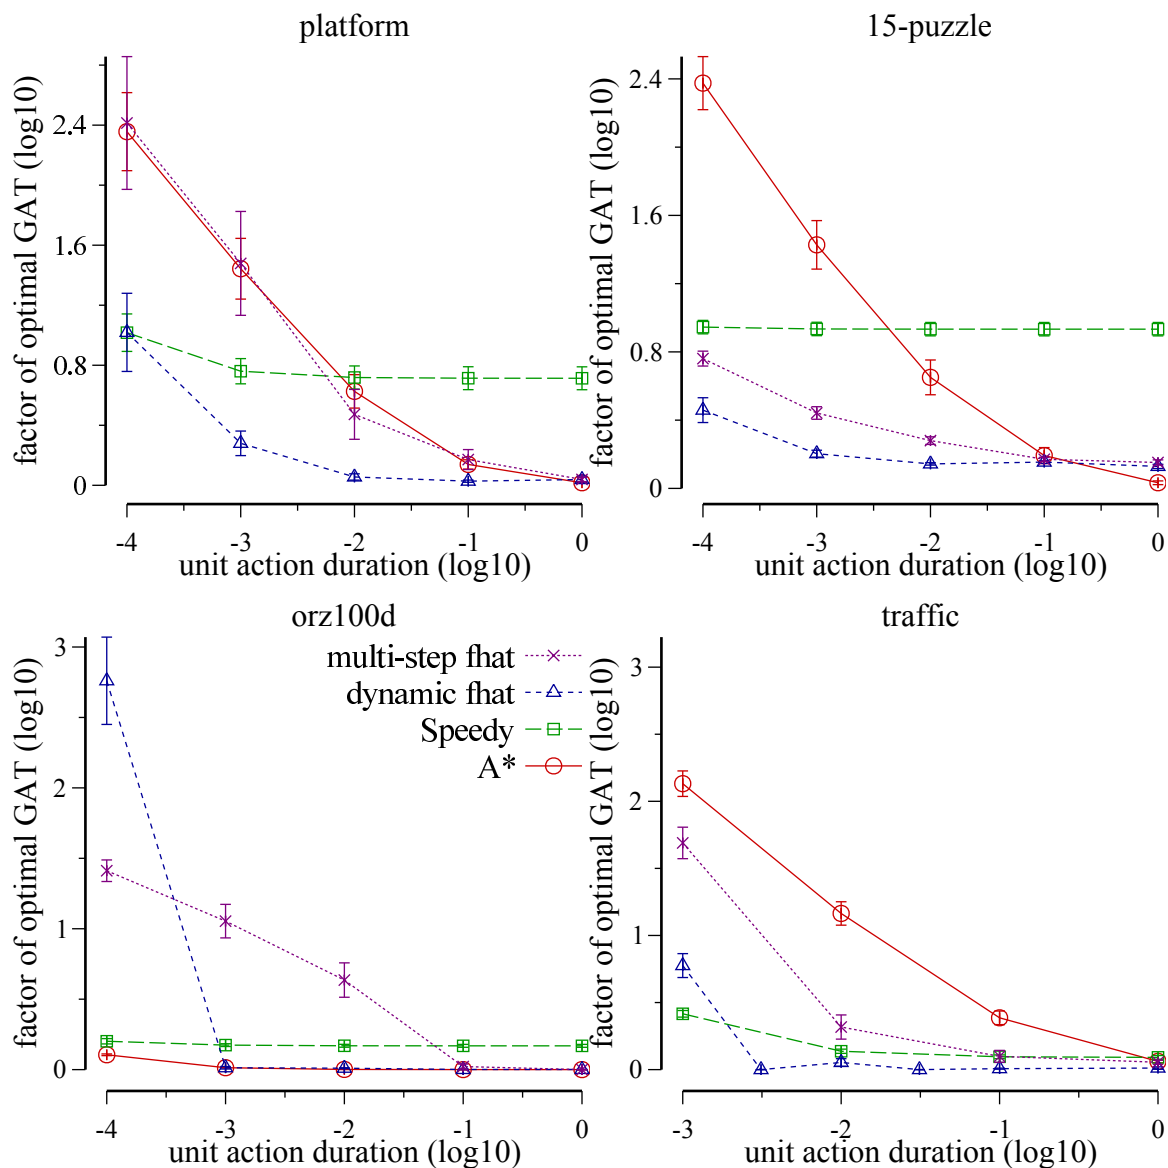 platform
factor of optimal GAT (log10)
2.4
1.6
0.8
0
-4 -3 -2 -1 0
unit action duration (log10)
15-puzzle
factor of optimal GAT (log10)
2.4
1.6
0.8
0
-4 -3 -2 -1 0
unit action duration (log10)
orz100d
factor of optimal GAT (log10)
3
2
1
0
multi-step fhat
dynamic fhat
Speedy
A*
-4 -3 -2 -1 0
unit action duration (log10)
traffic
factor of optimal GAT (log10)
3
2
1
0
-3 -2 -1 0
unit action duration (log10)